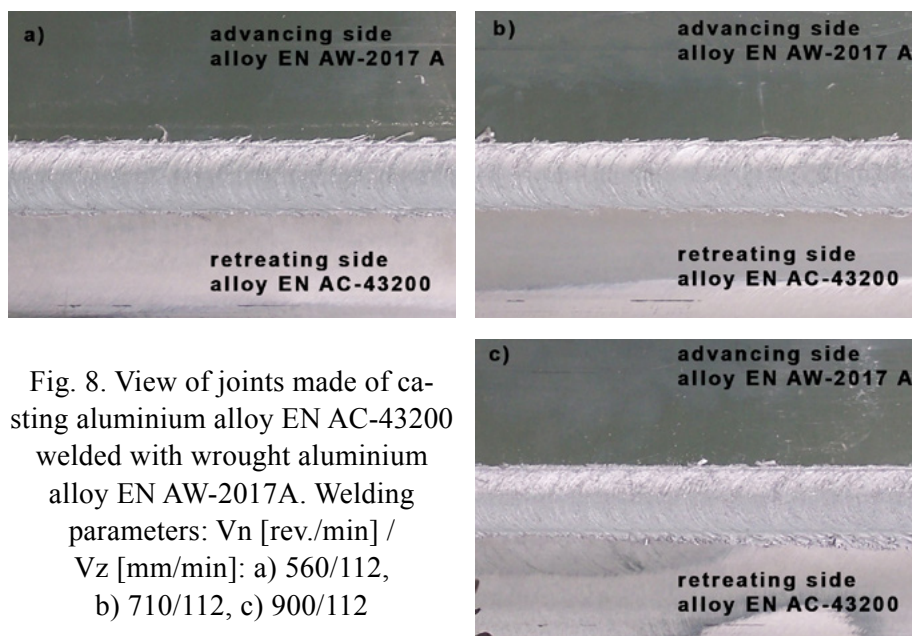 a)
advancing side
alloy EN AW-2017 A
retreating side
alloy EN AC-43200
b)
advancing side
alloy EN AW-2017 A
retreating side
alloy EN AC-43200
c)
advancing side
alloy EN AW-2017 A
retreating side
alloy EN AC-43200
Fig. 8. View of joints made of ca-
sting aluminium alloy EN AC-43200
welded with wrought aluminium
alloy EN AW-2017A. Welding
parameters: Vn [rev./min] /
Vz [mm/min]: a) 560/112,
b) 710/112, c) 900/112